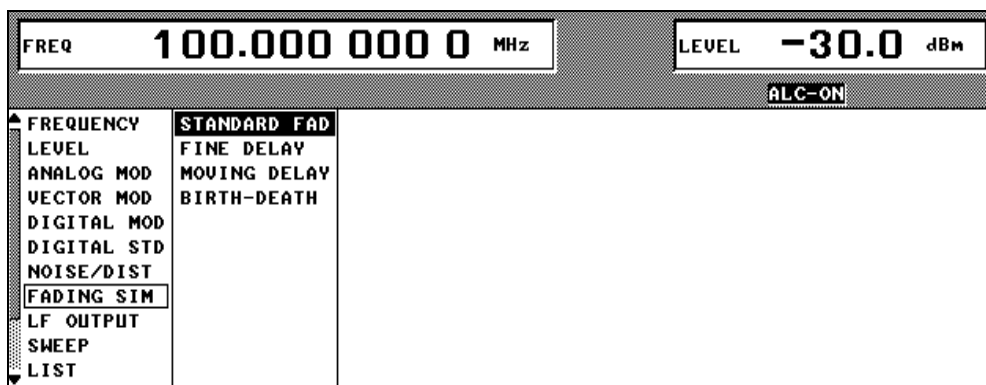 FREQ 100.000 000 0 MHz LEVEL -30.0 dBm
ALC-ON
FREQUENCY STANDARD FAD
LEVEL FINE DELAY
ANALOG MOD MOVING DELAY
VECTOR MOD BIRTH-DEATH
DIGITAL MOD
DIGITAL STD
NOISE/DIST
FADING SIM
LF OUTPUT
SWEEP
LIST